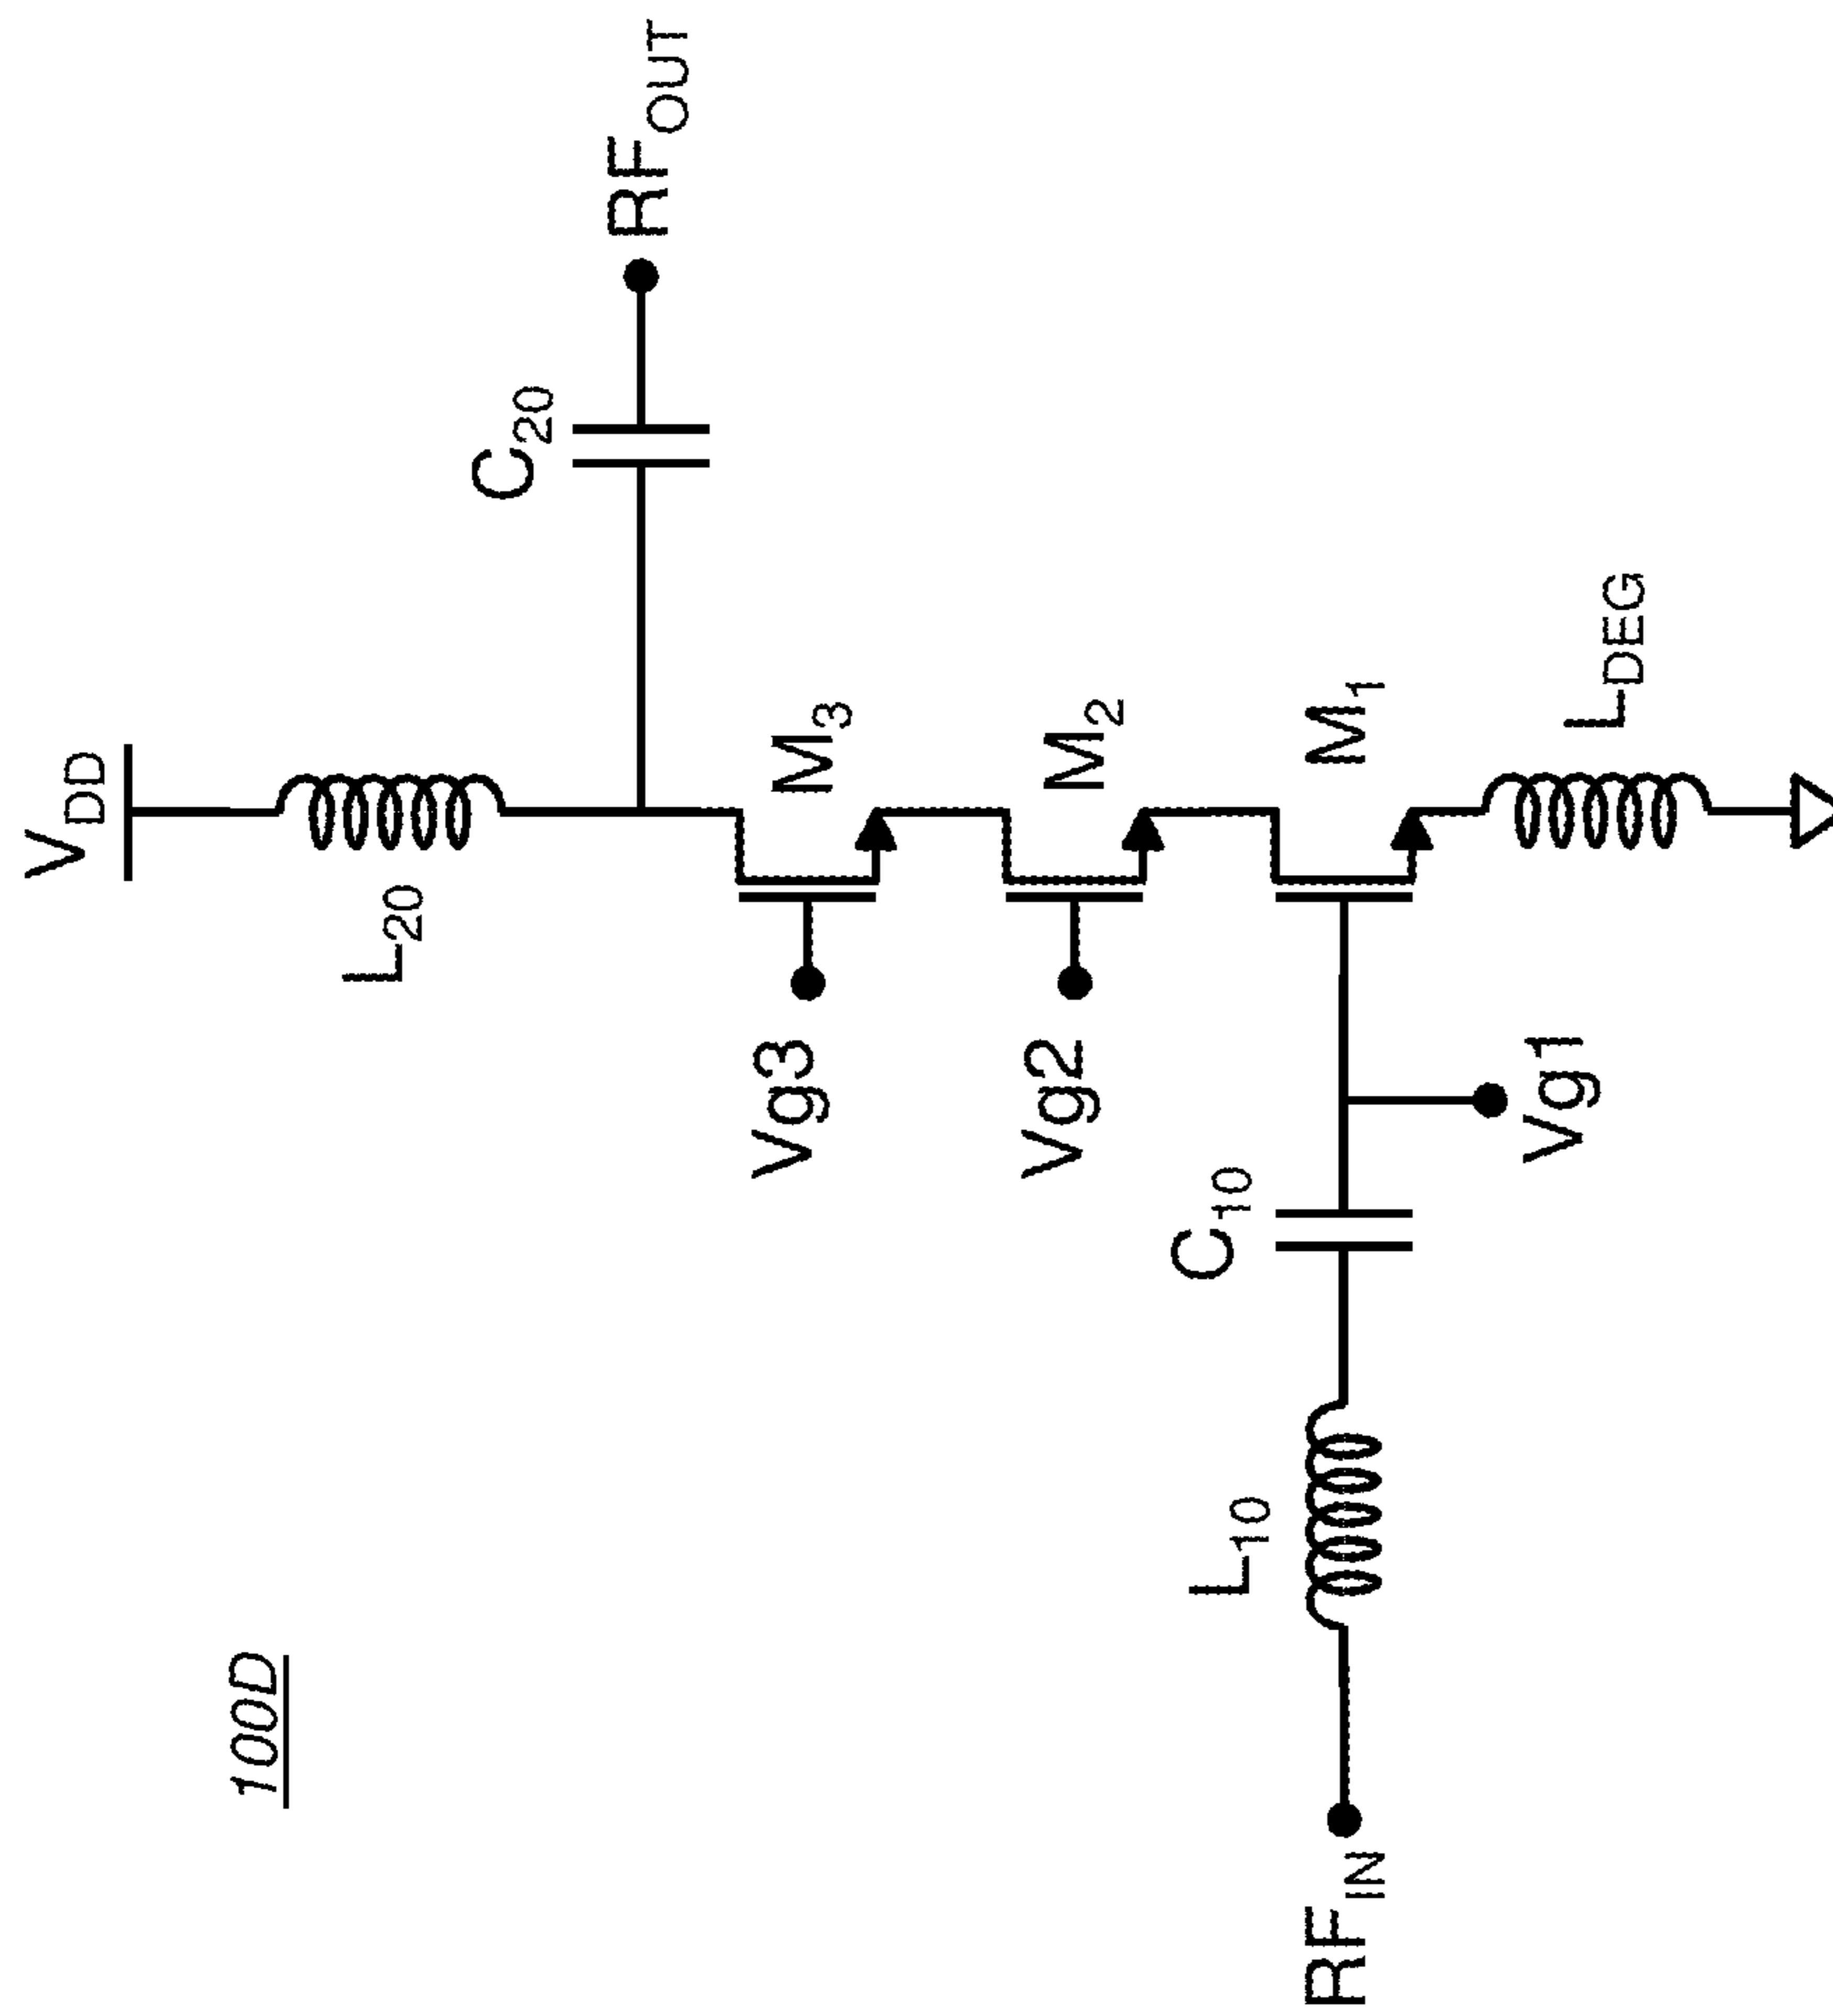 100D
V_DD
L_20
C_20
RF_OUT
Vg3
M_3
Vg2
M_2
RF_IN
L_10
C_10
Vg1
M_1
L_DEG